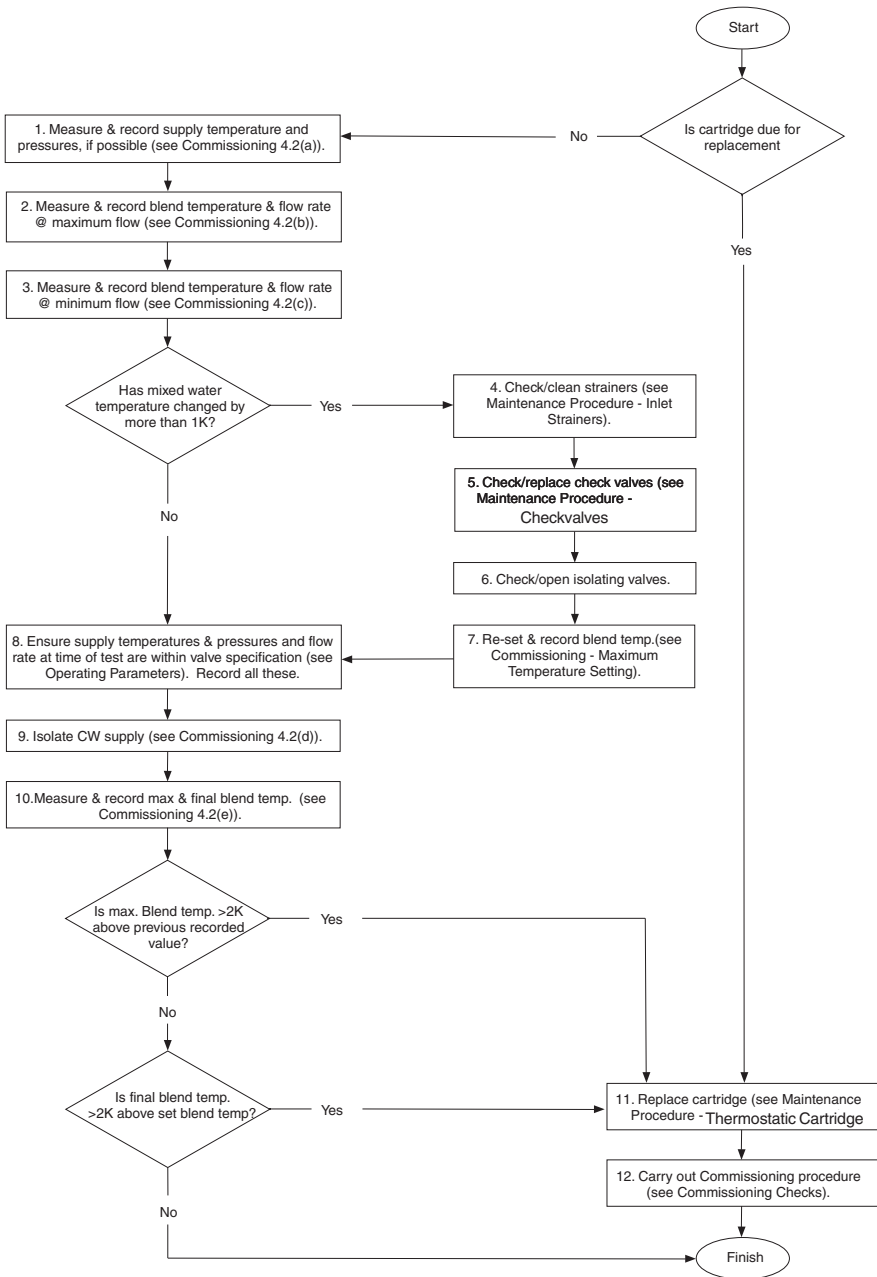 Start
Is cartridge due for
replacement
No
Yes
1. Measure & record supply temperature and
pressures, if possible (see Commissioning 4.2(a)).
2. Measure & record blend temperature & flow rate
@ maximum flow (see Commissioning 4.2(b)).
3. Measure & record blend temperature & flow rate
@ minimum flow (see Commissioning 4.2(c)).
Has mixed water
temperature changed by
more than 1K?
Yes
No
4. Check/clean strainers (see
Maintenance Procedure - Inlet
Strainers).
5. Check/replace check valves (see
Maintenance Procedure -
Checkvalves
6. Check/open isolating valves.
7. Re-set & record blend temp.(see
Commissioning - Maximum
Temperature Setting).
8. Ensure supply temperatures & pressures and flow
rate at time of test are within valve specification (see
Operating Parameters). Record all these.
9. Isolate CW supply (see Commissioning 4.2(d)).
10.Measure & record max & final blend temp. (see
Commissioning 4.2(e)).
Is max. Blend temp. >2K
above previous recorded
value?
Yes
No
Is final blend temp.
>2K above set blend temp?
Yes
No
11. Replace cartridge (see Maintenance
Procedure - Thermostatic Cartridge
12. Carry out Commissioning procedure
(see Commissioning Checks).
Finish